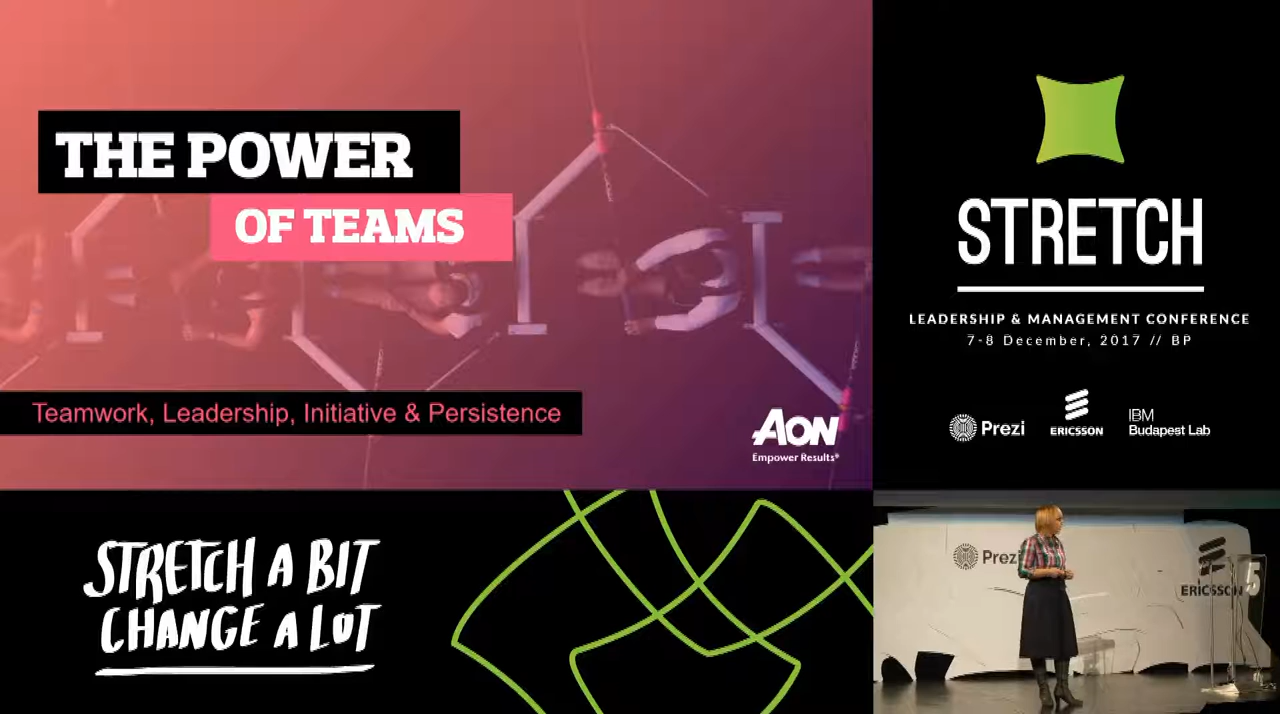 THE POWER
OF TEAMS
Teamwork, Leadership, Initiative & Persistence
AON
Empower Results®
STRETCH
LEADERSHIP & MANAGEMENT CONFERENCE
7-8 December, 2017 // BP
Prezi
ERICSSON
IBM
Budapest Lab
STRETCH A BIT
CHANGE A LOT
Prezi
ERICSSON
5